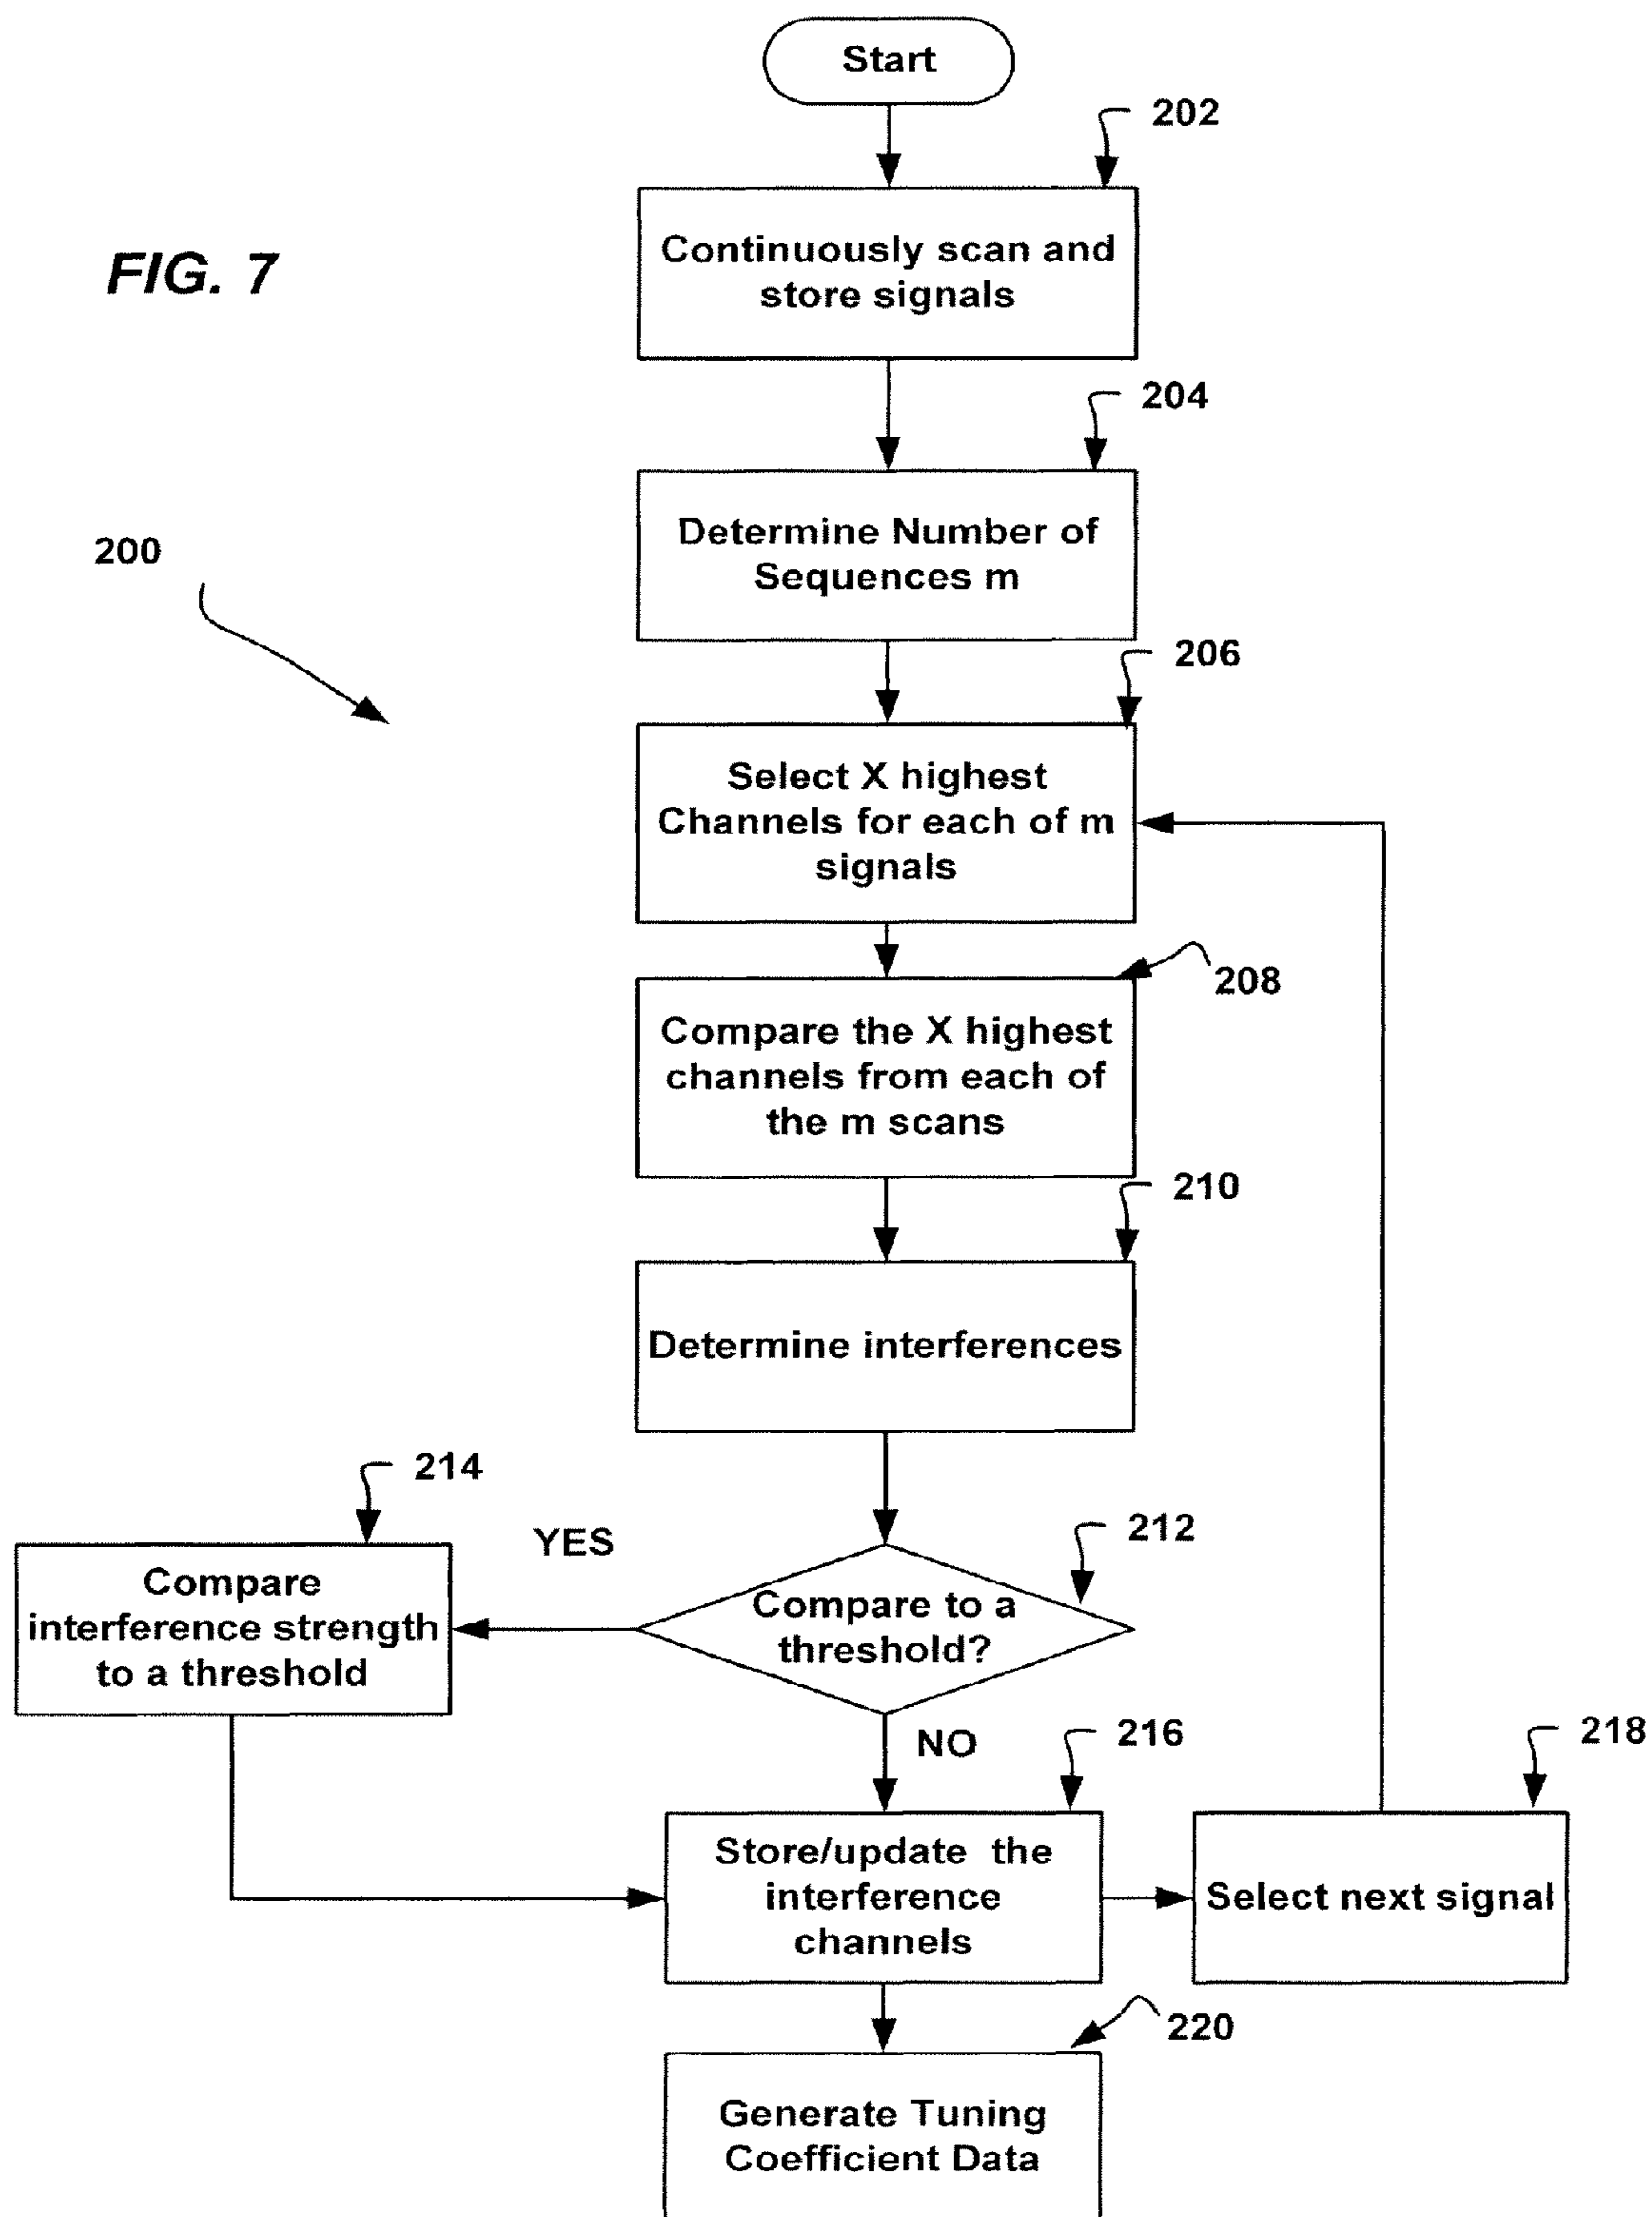 Start
202
FIG. 7
Continuously scan and
store signals
204
200
Determine Number of
Sequences m
206
Select X highest
Channels for each of m
signals
208
Compare the X highest
channels from each of
the m scans
210
Determine interferences
214
YES
212
Compare
interference strength
to a threshold
Compare to a
threshold?
NO
216
218
Store/update the
interference
channels
Select next signal
220
Generate Tuning
Coefficient Data